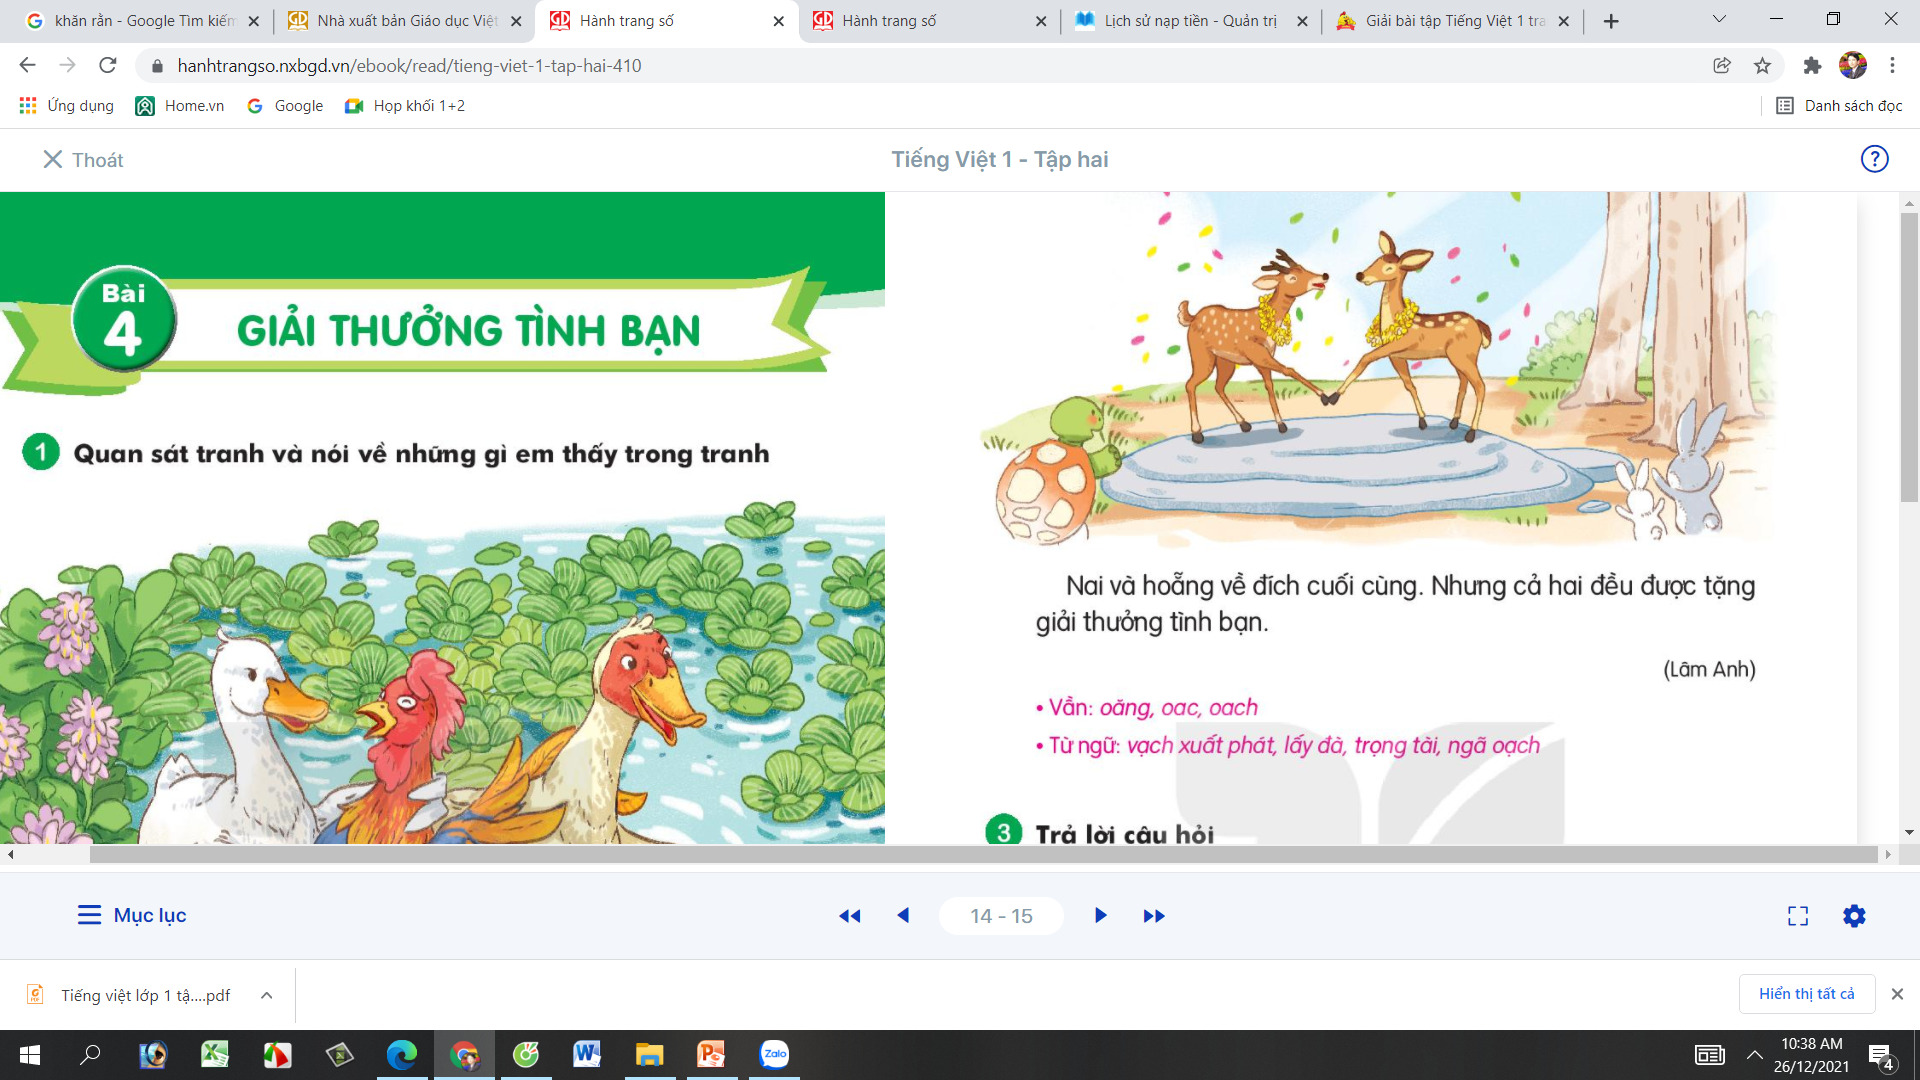 khăn rằn - Google Tìm kiếm
Nhà xuất bản Giáo dục Việt
Hành trang số
Hành trang số
Lịch sử nạp tiền - Quản trị
Giải bài tập Tiếng Việt 1 tra
hanhtrangso.nxbgd.vn/ebook/read/tieng-viet-1-tap-hai-410
Ứng dụng
Home.vn
Google
Họp khối 1+2
Danh sách đọc
Thoát
Tiếng Việt 1 - Tập hai
Bài
4
GIẢI THƯỞNG TÌNH BẠN
1 Quan sát tranh và nói về những gì em thấy trong tranh
Nai và hoẵng về đích cuối cùng. Nhưng cả hai đều được tặng
giải thưởng tình bạn.
(Lâm Anh)
• Vần: oăng, oac, oach
• Từ ngữ: vạch xuất phát, lấy đà, trọng tài, ngã oạch
3 Trả lời câu hỏi
Mục lục
14 - 15
Tiếng việt lớp 1 tậ....pdf
Hiển thị tất cả
Zalo
10:38 AM
26/12/2021
4